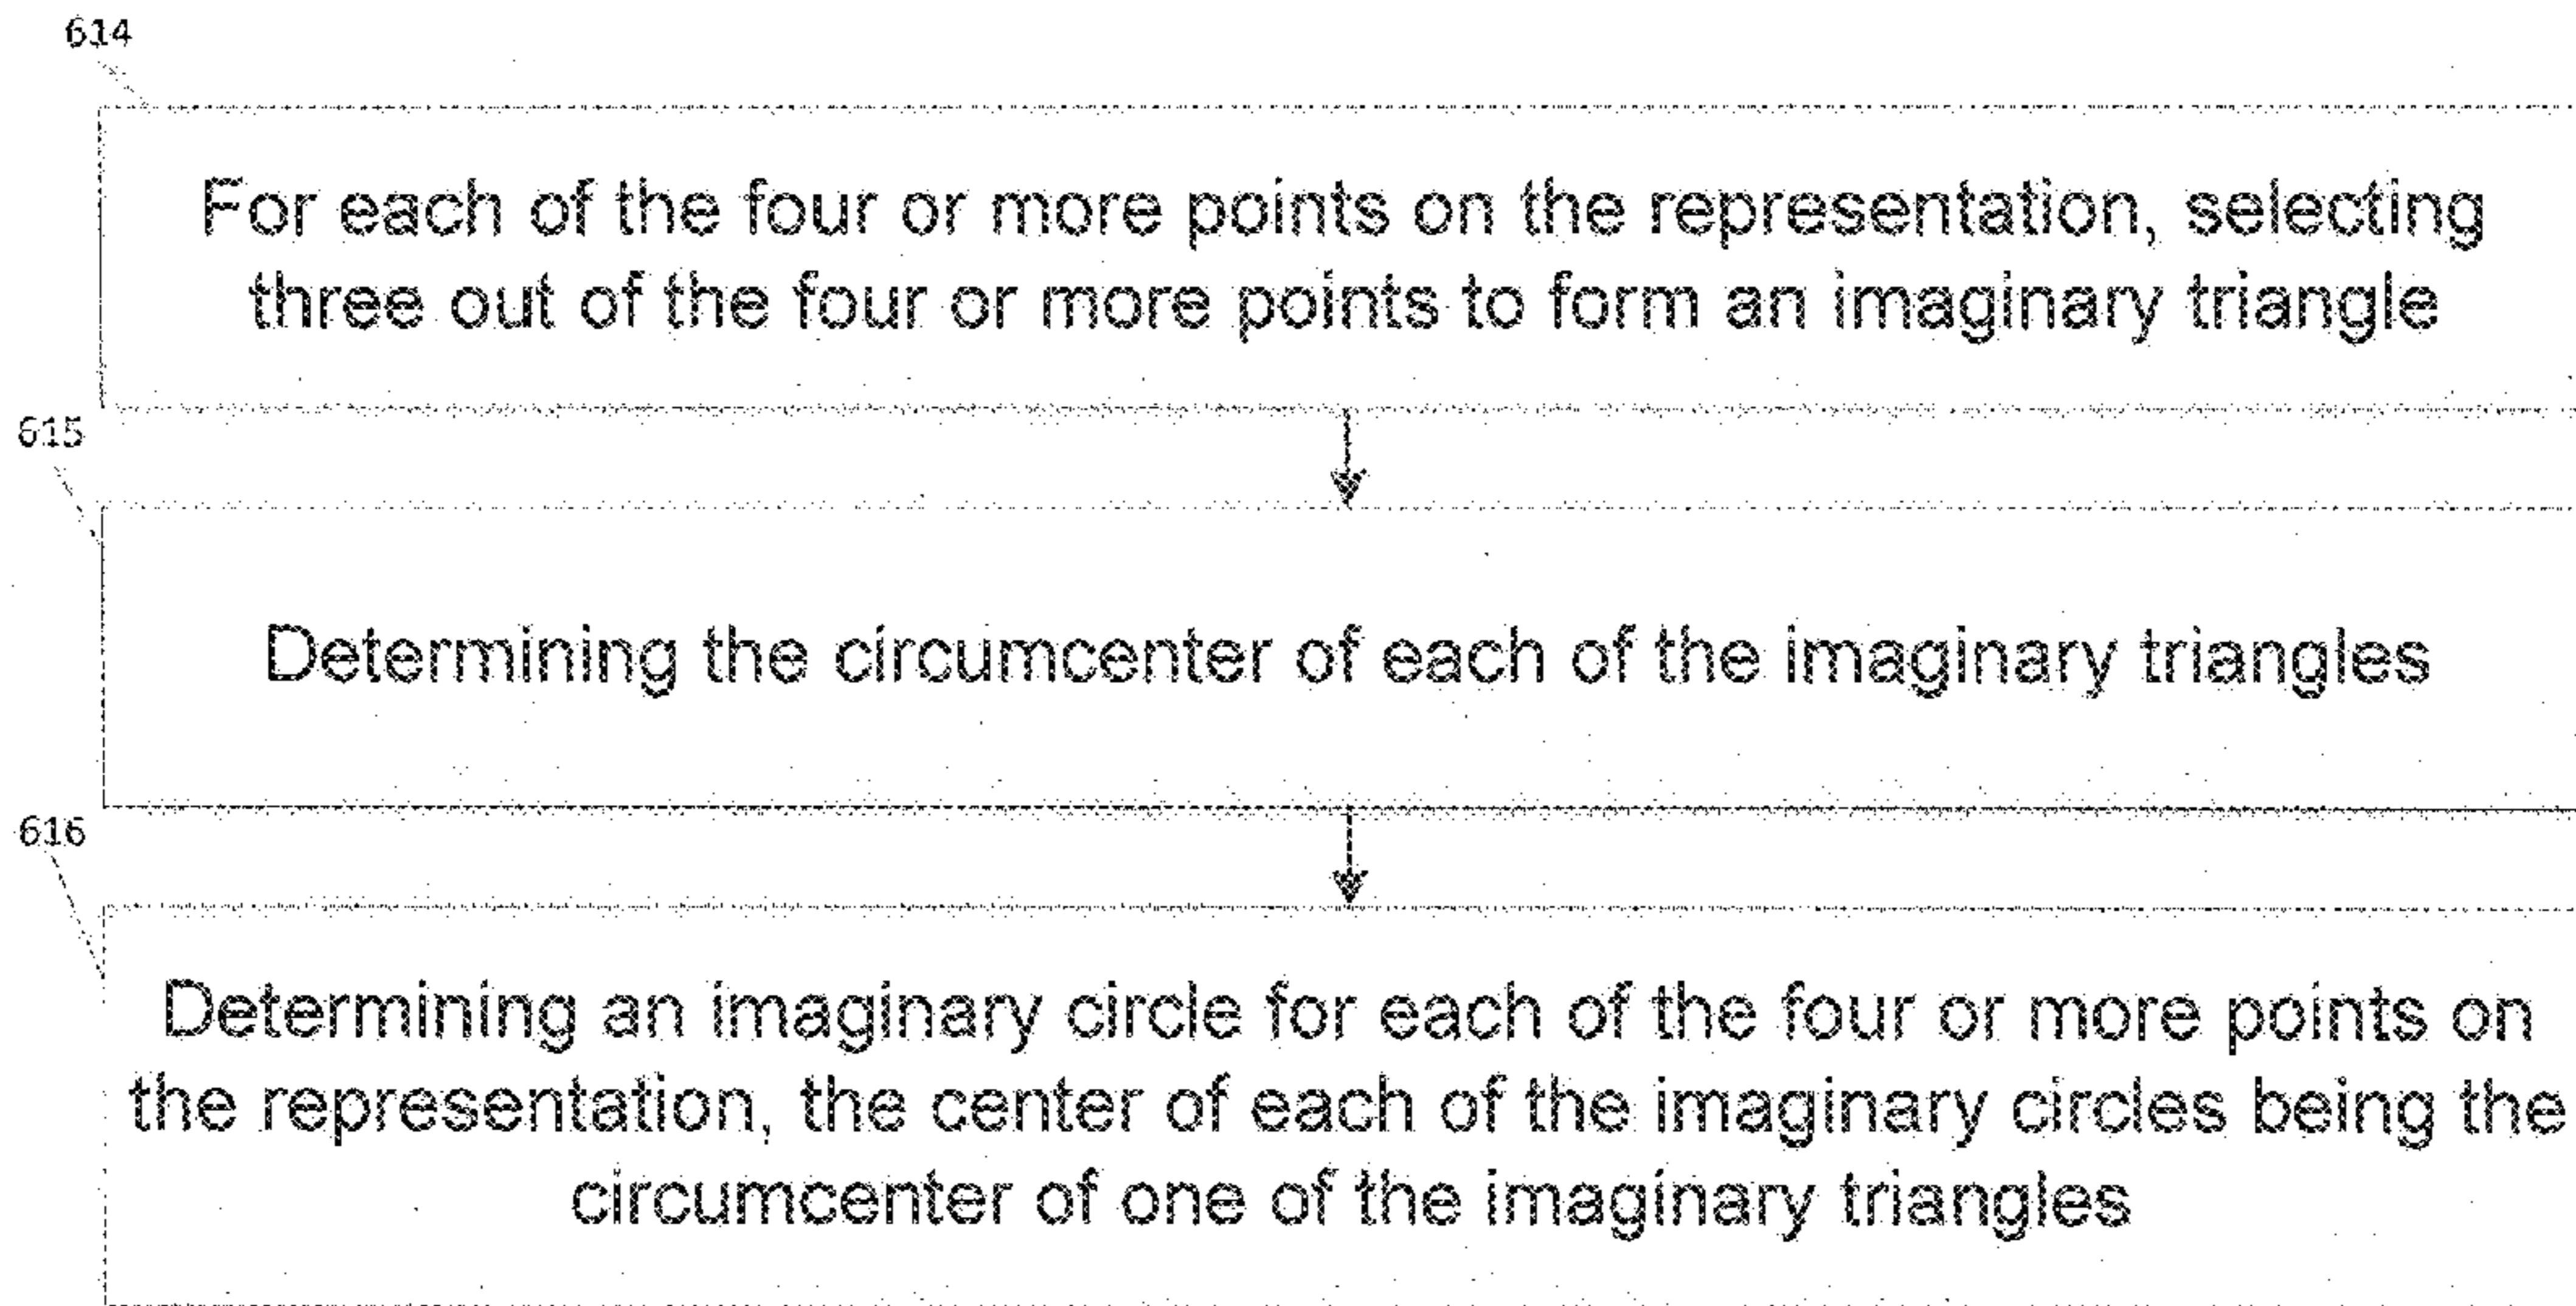 614
For each of the four or more points on the representation, selecting
three out of the four or more points to form an imaginary triangle
615
Determining the circumcenter of each of the imaginary triangles
616
Determining an imaginary circle for each of the four or more points on
the representation, the center of each of the imaginary circles being the
circumcenter of one of the imaginary triangles